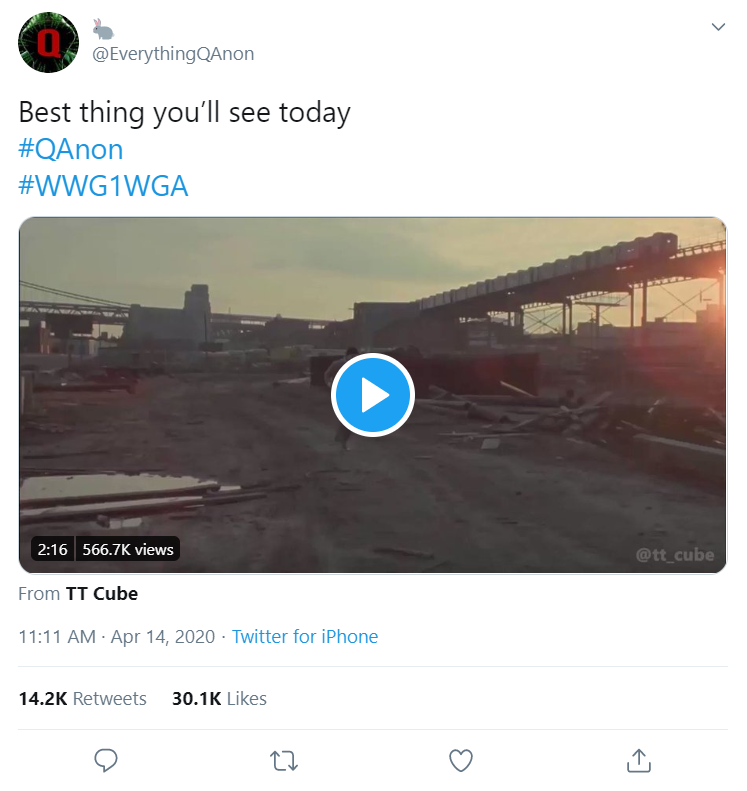 Q
@EverythingQAnon
Best thing you'll see today
#QAnon
#WWG1WGA
2:16 566.7K views
@tt_cube
From TT Cube
11:11 AM · Apr 14, 2020 · Twitter for iPhone
14.2K Retweets 30.1K Likes